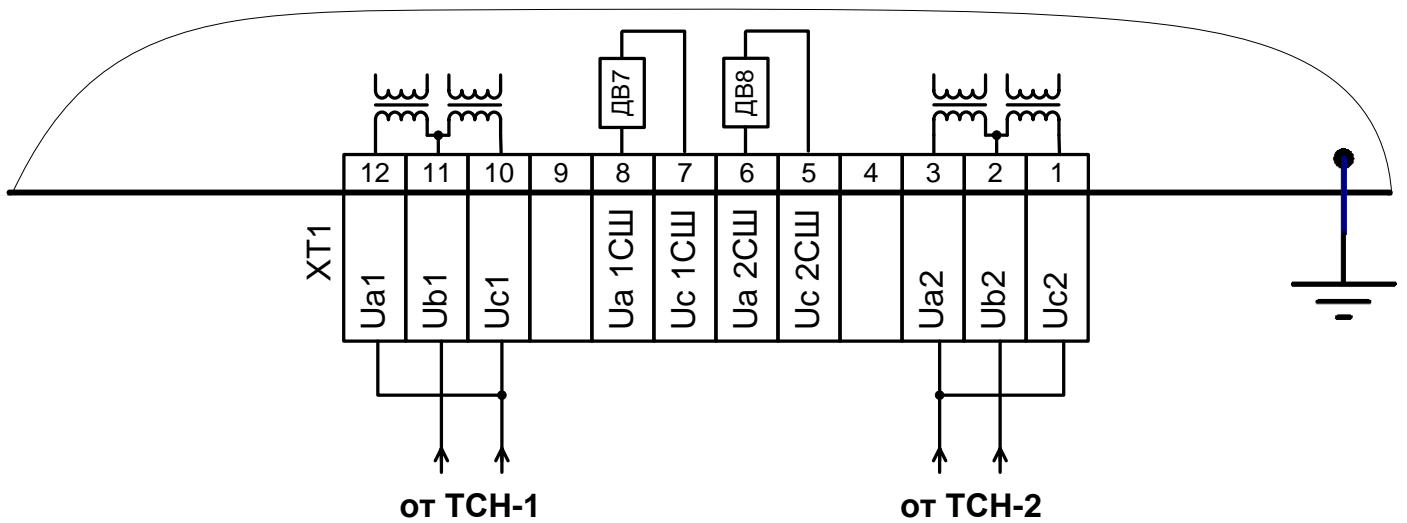 ДВ7
ДВ8
12 11 10 9 8 7 6 5 4 3 2 1
XT1
Ua1
Ub1
Uc1
Ua 1СШ
Uc 1СШ
Ua 2СШ
Uc 2СШ
Ua2
Ub2
Uc2
от ТСН-1
от ТСН-2